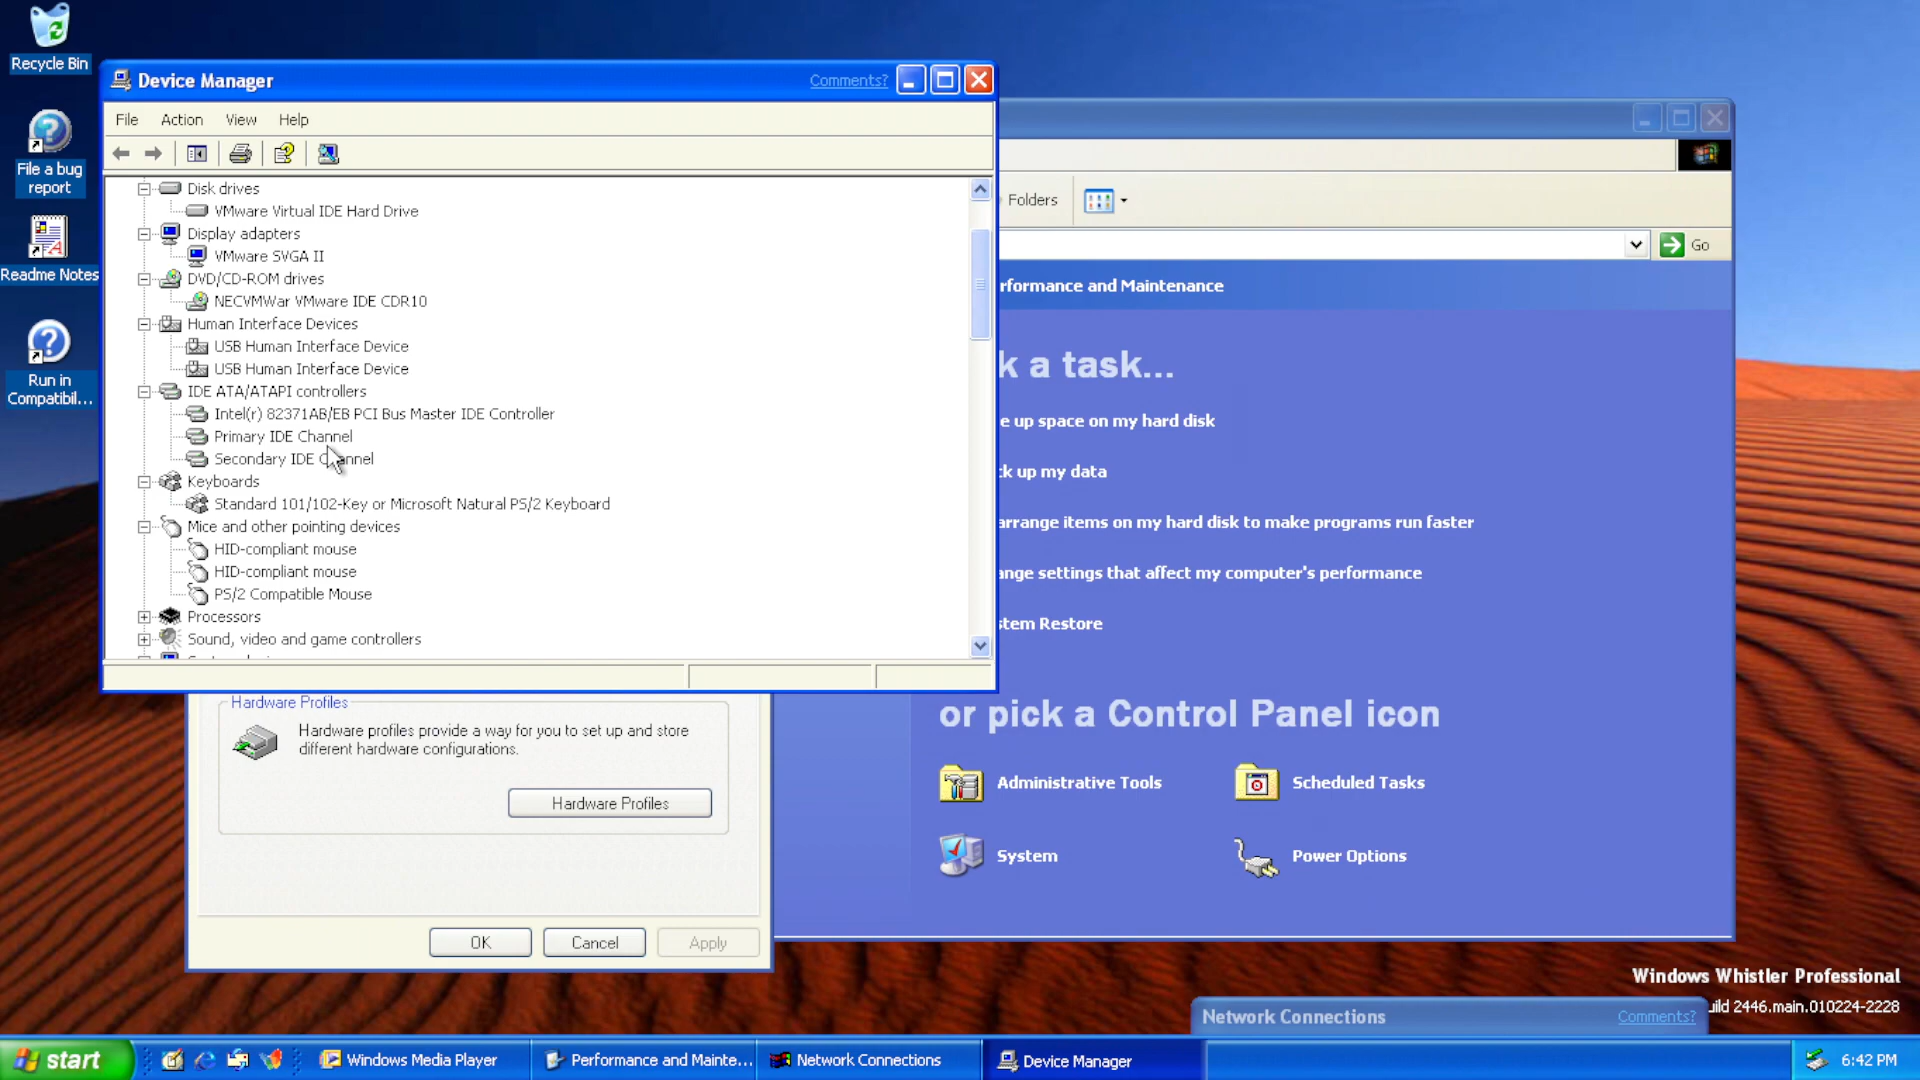 Recycle Bin
File a bug
report
Readme Notes
Run in
Compatibil...
Device Manager
Comments?
File Action View Help
Disk drives
VMware Virtual IDE Hard Drive
Display adapters
VMware SVGA II
DVD/CD-ROM drives
NECVMWar VMware IDE CDR10
Human Interface Devices
USB Human Interface Device
USB Human Interface Device
IDE ATA/ATAPI controllers
Intel(r) 82371AB/EB PCI Bus Master IDE Controller
Primary IDE Channel
Secondary IDE Channel
Keyboards
Standard 101/102-Key or Microsoft Natural PS/2 Keyboard
Mice and other pointing devices
HID-compliant mouse
HID-compliant mouse
PS/2 Compatible Mouse
Processors
Sound, video and game controllers
Hardware Profiles
Hardware profiles provide a way for you to set up and store
different hardware configurations.
Hardware Profiles
OK Cancel Apply
Folders
Go
rformance and Maintenance
k a task...
e up space on my hard disk
ck up my data
arrange items on my hard disk to make programs run faster
ange settings that affect my computer's performance
stem Restore
or pick a Control Panel icon
Administrative Tools
Scheduled Tasks
System
Power Options
Windows Whistler Professional
uild 2446.main.010224-2228
Network Connections
Comments?
start
Windows Media Player
Performance and Mainte...
Network Connections
Device Manager
6:42 PM